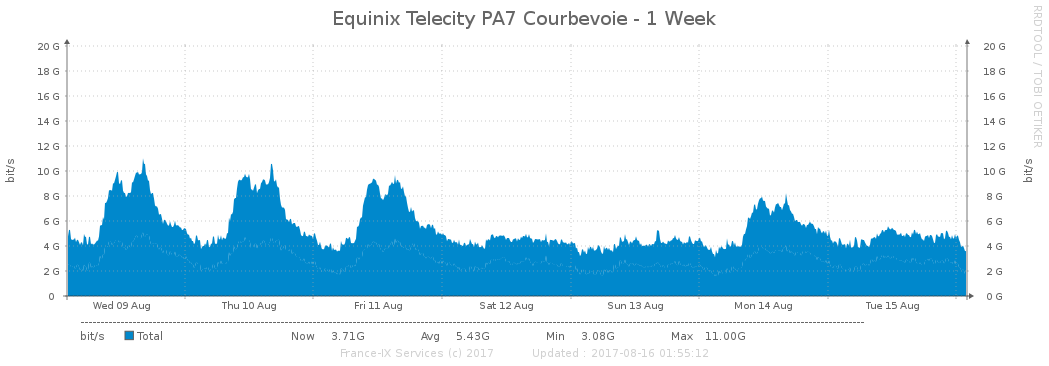 Equinix Telecity PA7 Courbevoie - 1 Week
RRDTOOL / TOBI OETIKER
20 G 20 G
18 G 18 G
16 G 16 G
14 G 14 G
12 G 12 G
10 G 10 G
8 G 8 G
6 G 6 G
4 G 4 G
2 G 2 G
0 0 G
bit/s bit/s
Wed 09 Aug Thu 10 Aug Fri 11 Aug Sat 12 Aug Sun 13 Aug Mon 14 Aug Tue 15 Aug
bit/s Total Now 3.71G Avg 5.43G Min 3.08G Max 11.00G
France-IX Services (c) 2017 Updated : 2017-08-16 01:55:12